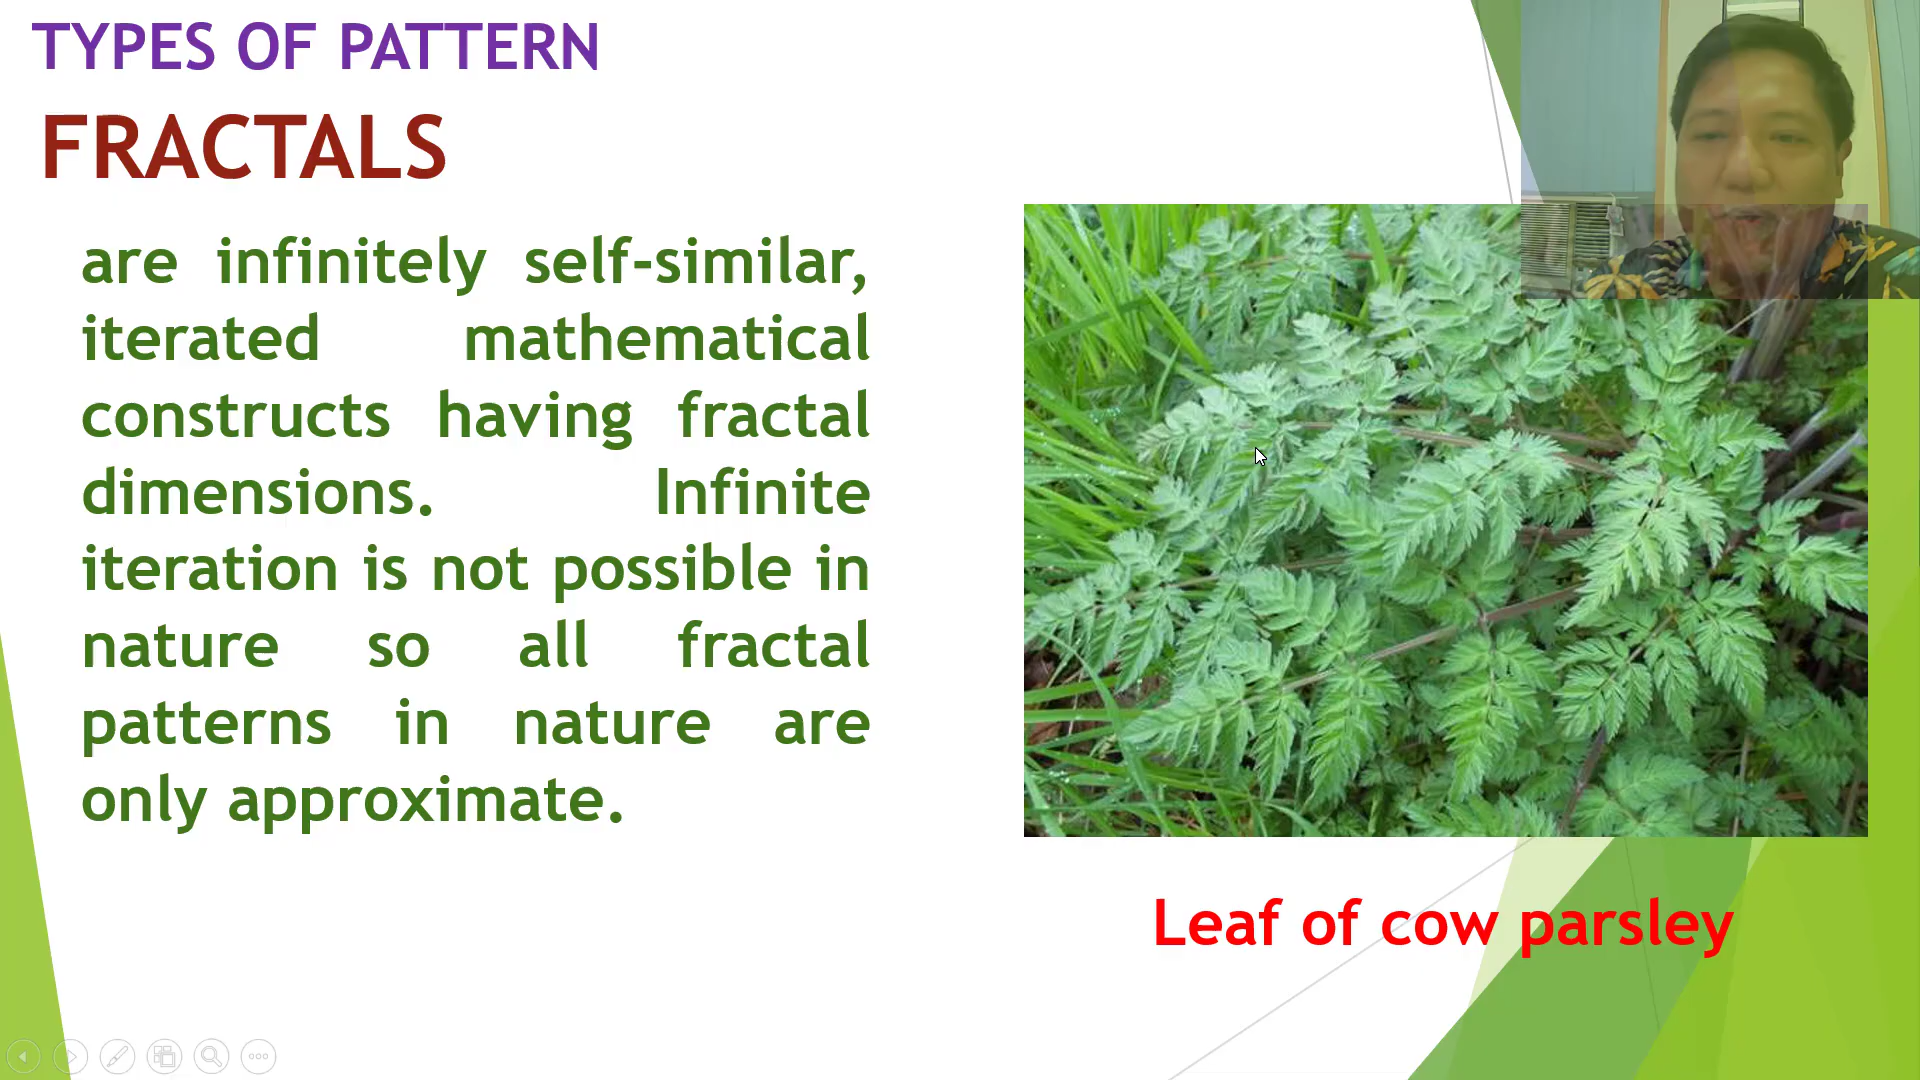 TYPES OF PATTERN
FRACTALS
are infinitely self-similar,
iterated mathematical
constructs having fractal
dimensions. Infinite
iteration is not possible in
nature so all fractal
patterns in nature are
only approximate.
Leaf of cow parsley